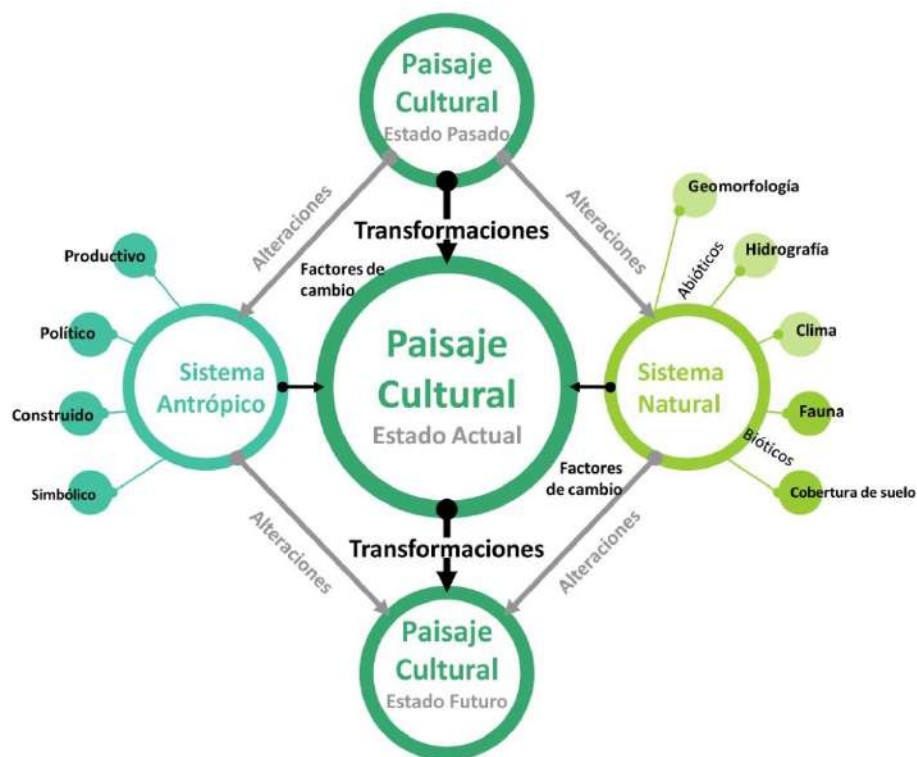 Paisaje
Cultural
Estado Pasado
Alteraciones
Alteraciones
Transformaciones
Geomorfología
Abióticos
Hidrografía
Productivo
Factores de
cambio
Político
Clima
Paisaje
Cultural
Estado Actual
Sistema
Antrópico
Sistema
Natural
Construido
Fauna
Bióticos
Simbólico
Cobertura de suelo
Factores
de cambio
Alteraciones
Alteraciones
Transformaciones
Paisaje
Cultural
Estado Futuro